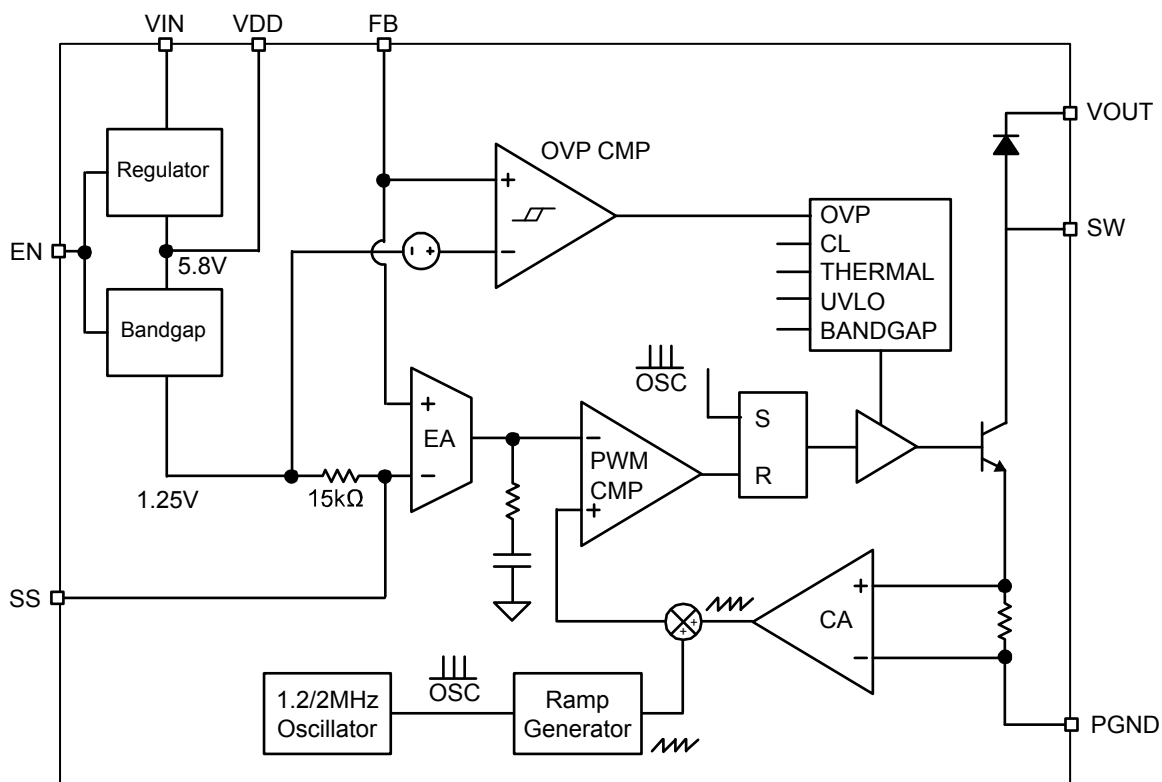 VIN VDD FB
VOUT
OVP CMP
Regulator
+
OVP
SW
CL
EN
- +
−
5.8V
THERMAL
UVLO
Bandgap
BANDGAP
OSC
+
S
EA
−
PWM
CMP
−
R
1.25V
15kΩ
+
SS
+
CA
+
+
−
OSC
1.2/2MHz
Oscillator
Ramp
Generator
PGND